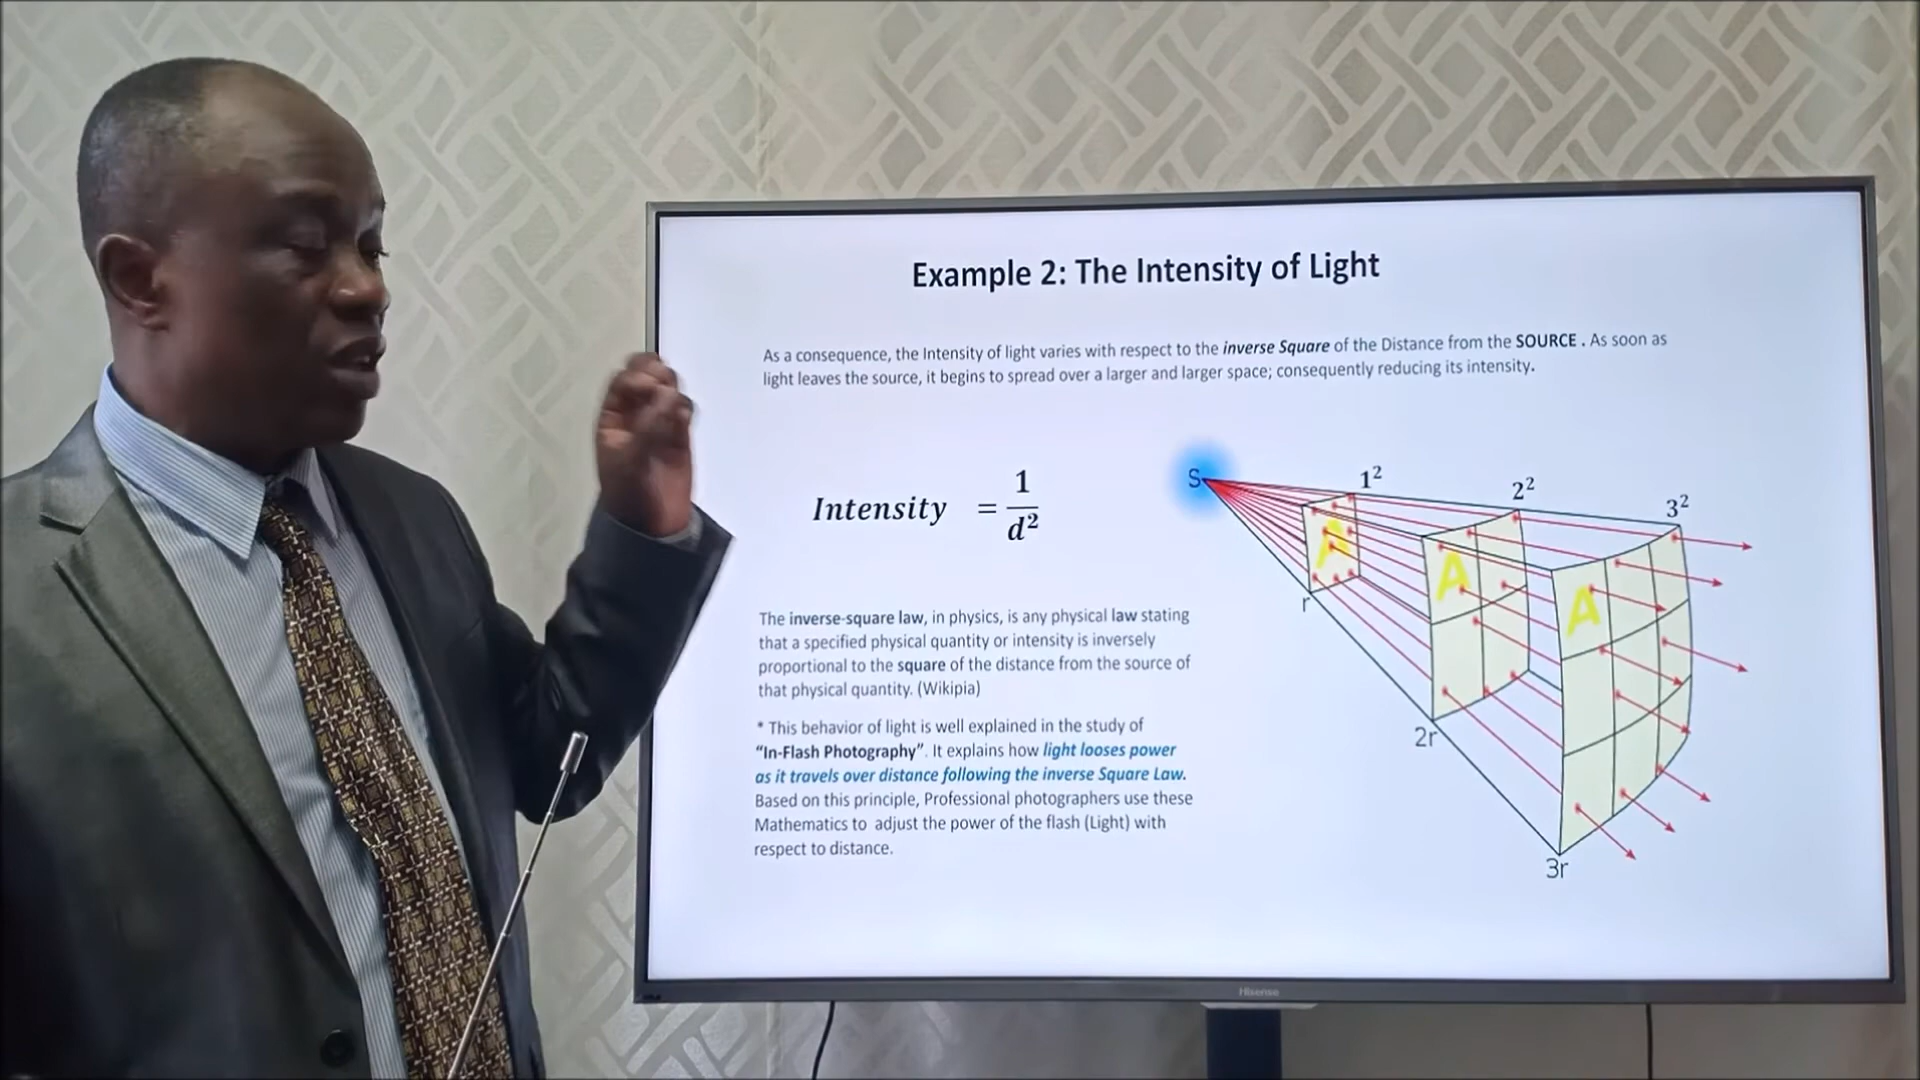 Example 2: The Intensity of Light
As a consequence, the Intensity of light varies with respect to the inverse Square of the Distance from the SOURCE . As soon as
light leaves the source, it begins to spread over a larger and larger space; consequently reducing its intensity.
Intensity = 1/d²
S
1²
2²
3²
A
A
A
r
2r
3r
The inverse-square law, in physics, is any physical law stating
that a specified physical quantity or intensity is inversely
proportional to the square of the distance from the source of
that physical quantity. (Wikipia)
* This behavior of light is well explained in the study of
“In-Flash Photography”. It explains how light looses power
as it travels over distance following the inverse Square Law.
Based on this principle, Professional photographers use these
Mathematics to adjust the power of the flash (Light) with
respect to distance.
Hisense